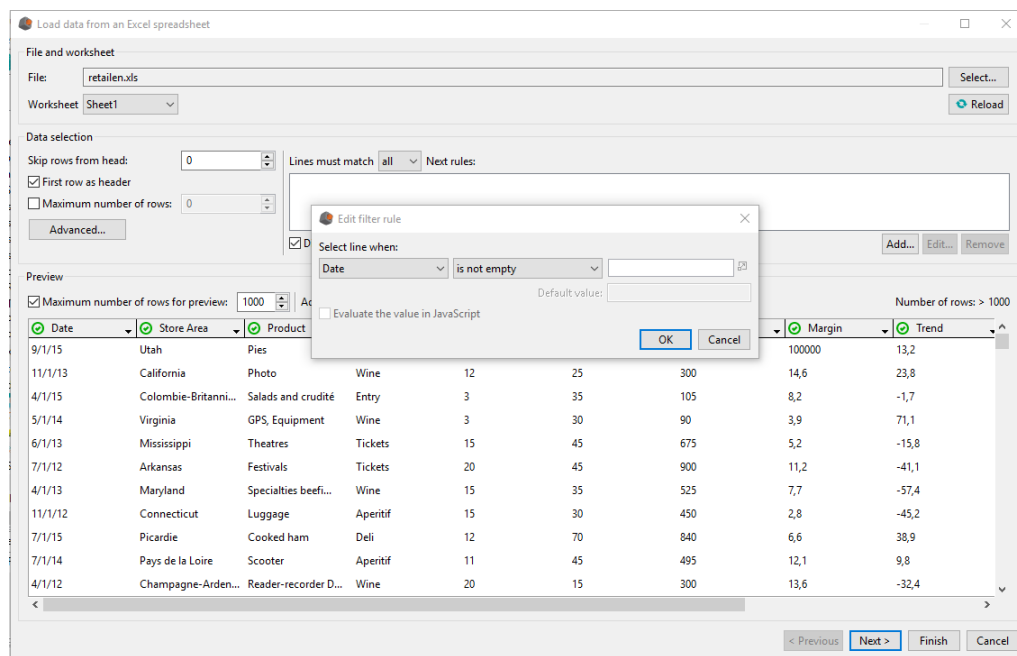 Load data from an Excel spreadsheet
File and worksheet
File: retailen.xls Select...
Worksheet Sheet1 Reload
Data selection
Skip rows from head: 0 Lines must match all Next rules:
First row as header
Maximum number of rows: 0
Advanced...
D Add... Edit... Remove
Edit filter rule
Select line when:
Date is not empty
Default value:
Evaluate the value in JavaScript
OK Cancel
Preview
Maximum number of rows for preview: 1000 Number of rows: > 1000
Date Store Area Product Margin Trend
9/1/15 Utah Pies 100000 13,2
11/1/13 California Photo Wine 12 25 300 14,6 23,8
4/1/15 Colombie-Britanni... Salads and crudité Entry 3 35 105 8,2 -1,7
5/1/14 Virginia GPS, Equipment Wine 3 30 90 3,9 71,1
6/1/13 Mississippi Theatres Tickets 15 45 675 5,2 -15,8
7/1/12 Arkansas Festivals Tickets 20 45 900 11,2 -41,1
4/1/13 Maryland Specialties beefi... Wine 15 35 525 7,7 -57,4
11/1/12 Connecticut Luggage Aperitif 15 30 450 2,8 -45,2
7/1/15 Picardie Cooked ham Deli 12 70 840 6,6 38,9
7/1/14 Pays de la Loire Scooter Aperitif 11 45 495 12,1 9,8
4/1/12 Champagne-Arden... Reader-recorder D... Wine 20 15 300 13,6 -32,4
< Previous Next > Finish Cancel